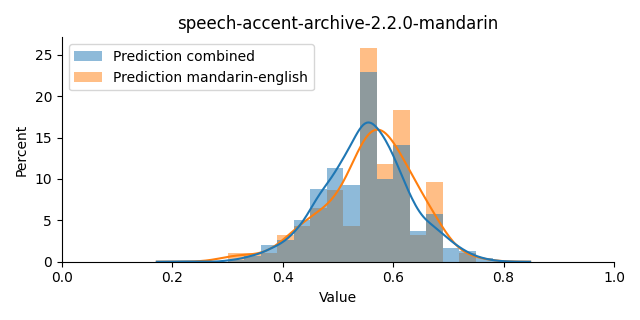 speech-accent-archive-2.2.0-mandarin
Prediction combined
Prediction mandarin-english
Percent
25
20
15
10
5
0
0.0 0.2 0.4 0.6 0.8 1.0
Value